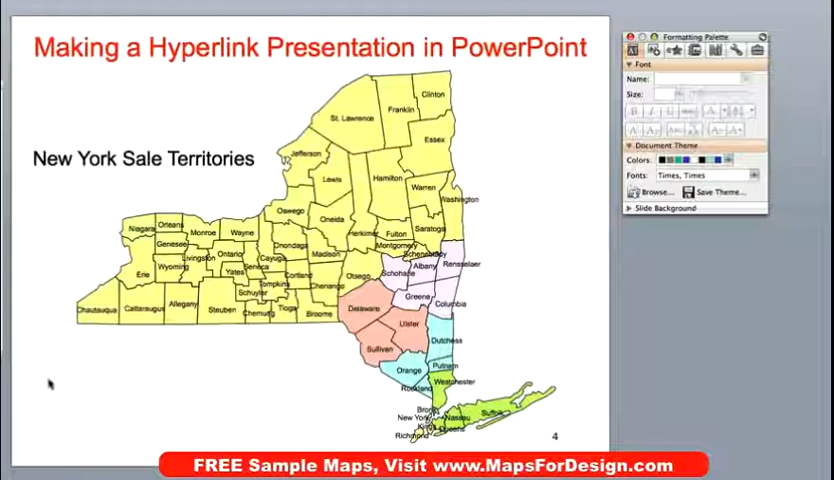 Making a Hyperlink Presentation in PowerPoint
New York Sale Territories
Clinton
Franklin
St. Lawrence
Essex
Jefferson
Lewis
Hamilton
Warren
Washington
Oswego
Oneida
Herkimer
Fulton
Saratoga
Niagara
Orleans
Monroe
Wayne
Onondaga
Madison
Montgomery
Schenectady
Genesee
Livingston
Ontario
Cayuga
Seneca
Albany
Rensselaer
Erie
Wyoming
Yates
Cortland
Otsego
Schoharie
Tompkins
Chenango
Schuyler
Greene
Columbia
Chautauqua
Cattaraugus
Allegany
Steuben
Chemung
Tioga
Broome
Delaware
Ulster
Sullivan
Dutchess
Orange
Putnam
Westchester
Rockland
Bronx
New York
Nassau
Suffolk
Queens
Richmond
4
Formatting Palette
Font
Name:
Size:
Document Theme
Colors:
Fonts: Times, Times
Browse... Save Theme...
Slide Background
FREE Sample Maps, Visit www.MapsForDesign.com